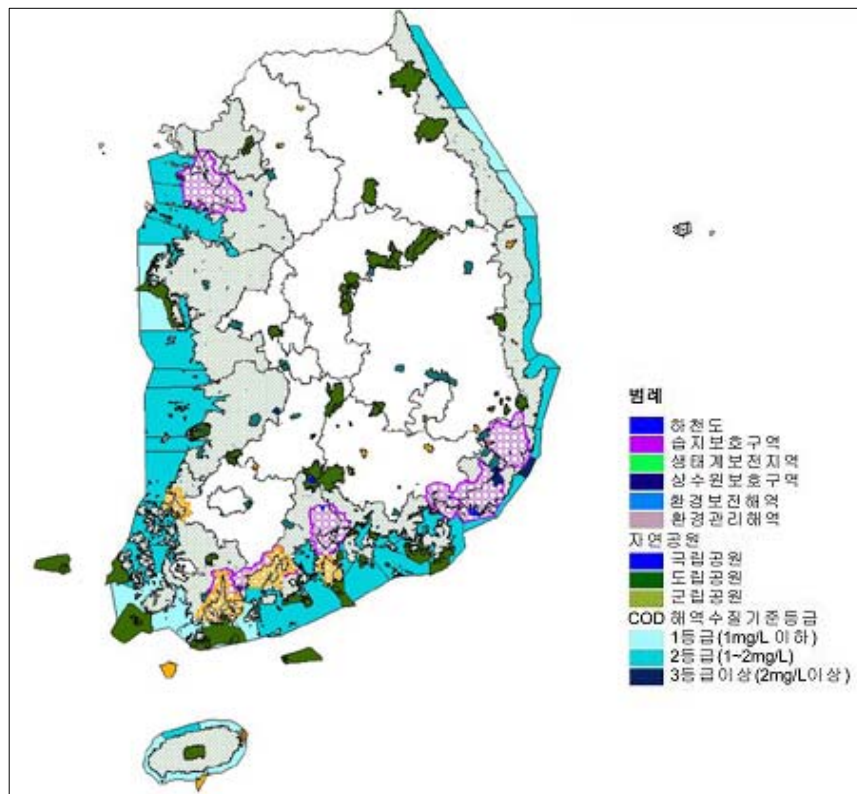 범례
하천도
습지보호구역
생태계보전지역
상수원보호구역
환경보전해역
환경관리해역
자연공원
국립공원
도립공원
군립공원
COD 해역수질기준등급
1등급(1mg/L 이하)
2등급(1~2mg/L)
3등급이상(2mg/L이상)